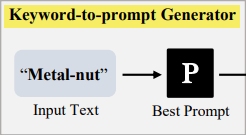 Keyword-to-prompt Generator
“Metal-nut”
P
Input Text
Best Prompt